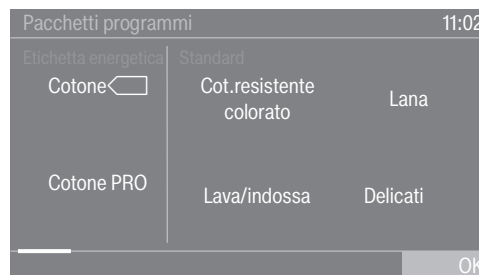 Pacchetti programmi 11:02
Etichetta energetica Standard
Cotone
Cot.resistente
colorato
Lana
Cotone PRO
Lava/indossa
Delicati
OK